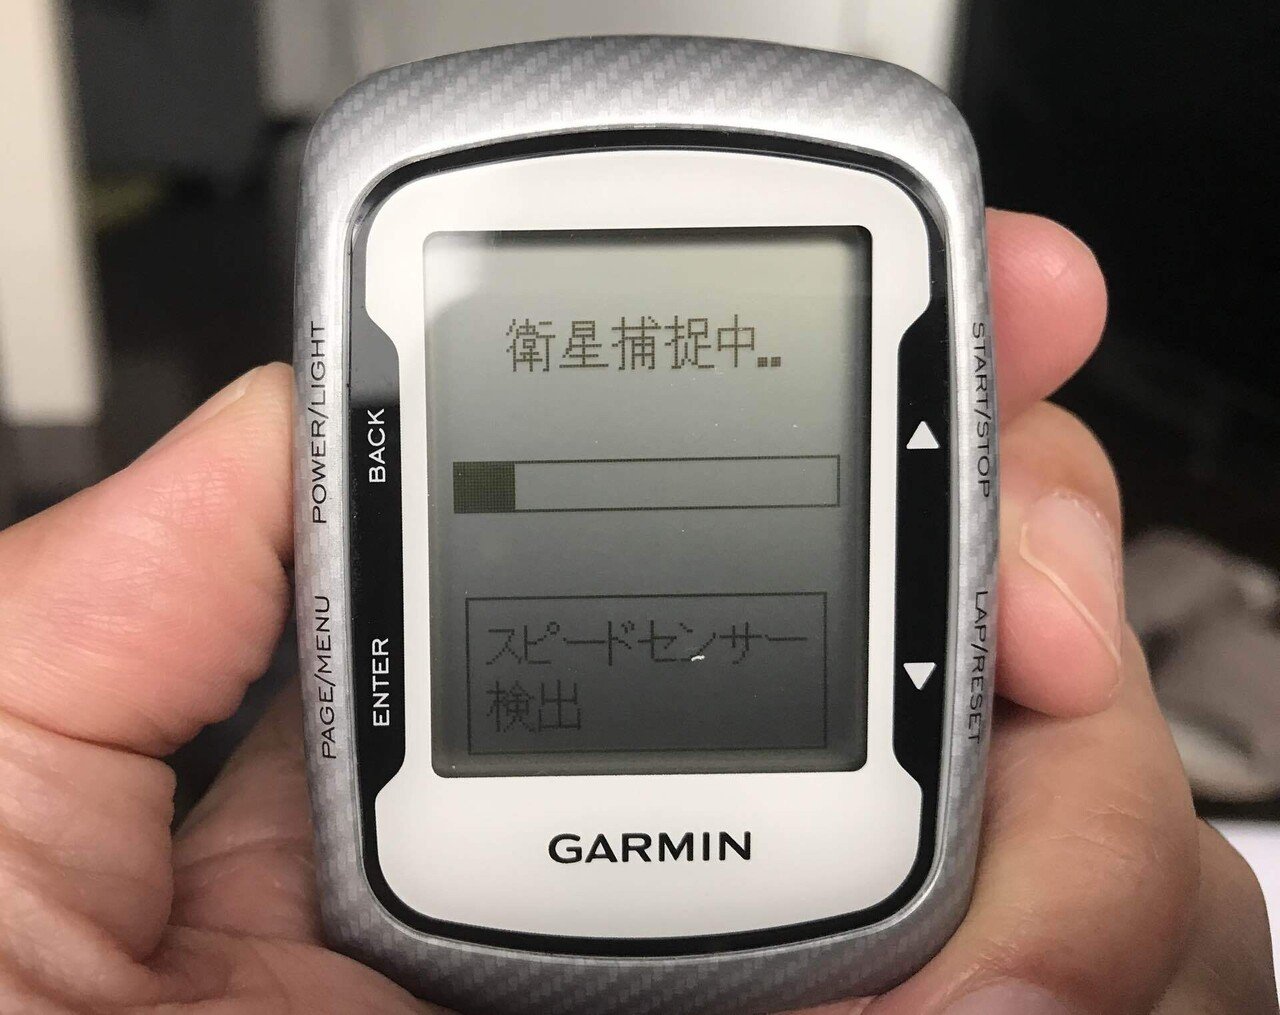 衛星捕捉中..
スピードセンサー
検出
POWER/LIGHT
BACK
PAGE/MENU
ENTER
START/STOP
LAP/RESET
GARMIN